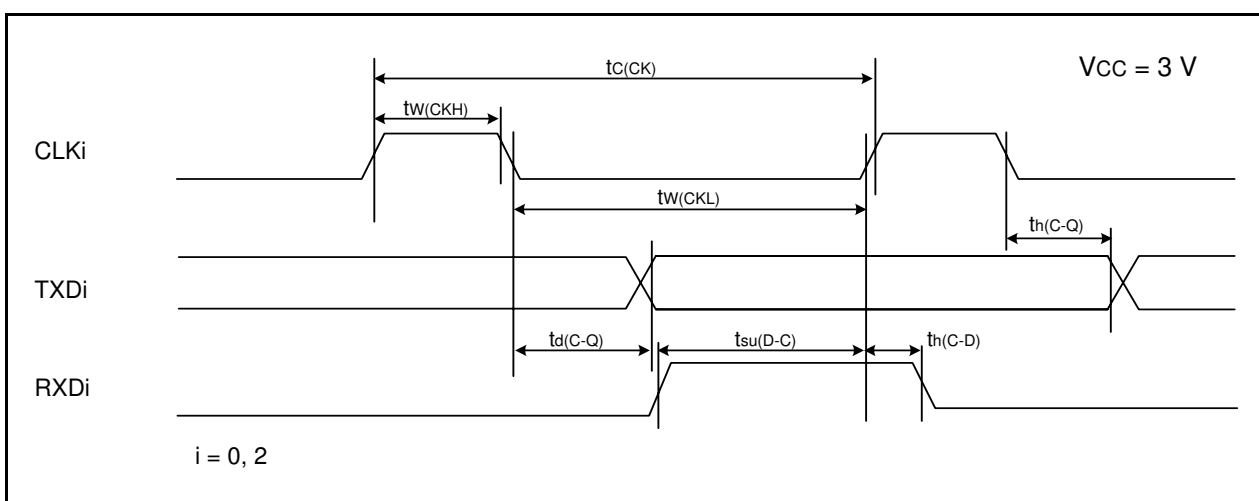 tC(CK)
VCC = 3 V
tW(CKH)
CLKi
tW(CKL)
th(C-Q)
TXDi
td(C-Q)
tsu(D-C)
th(C-D)
RXDi
i = 0, 2